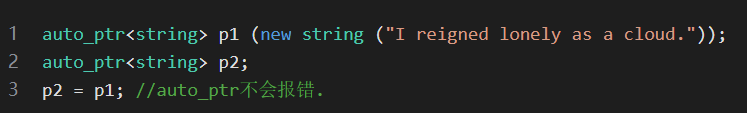 1 auto_ptr<string> p1 (new string ("I reigned lonely as a cloud."));
2 auto_ptr<string> p2;
3 p2 = p1; //auto_ptr不会报错.